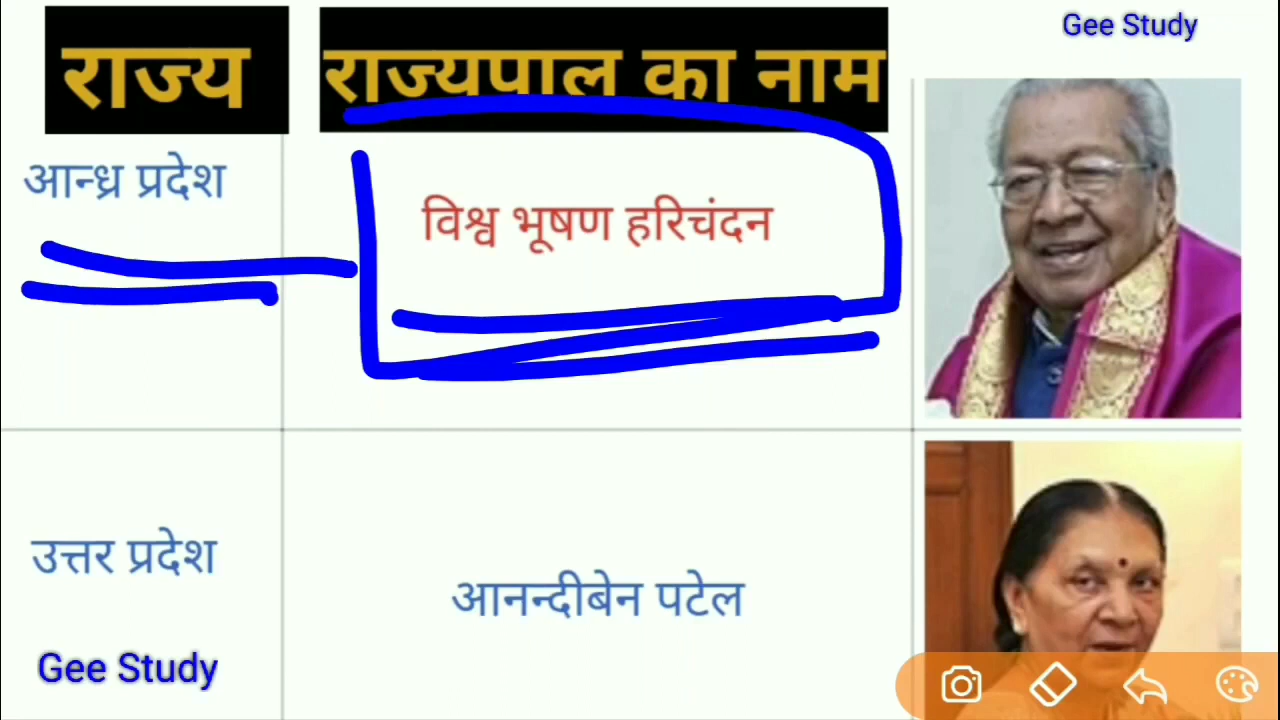 Gee Study
राज्य
राज्यपाल का नाम
आन्ध्र प्रदेश
विश्व भूषण हरिचंदन
उत्तर प्रदेश
आनन्दीबेन पटेल
Gee Study